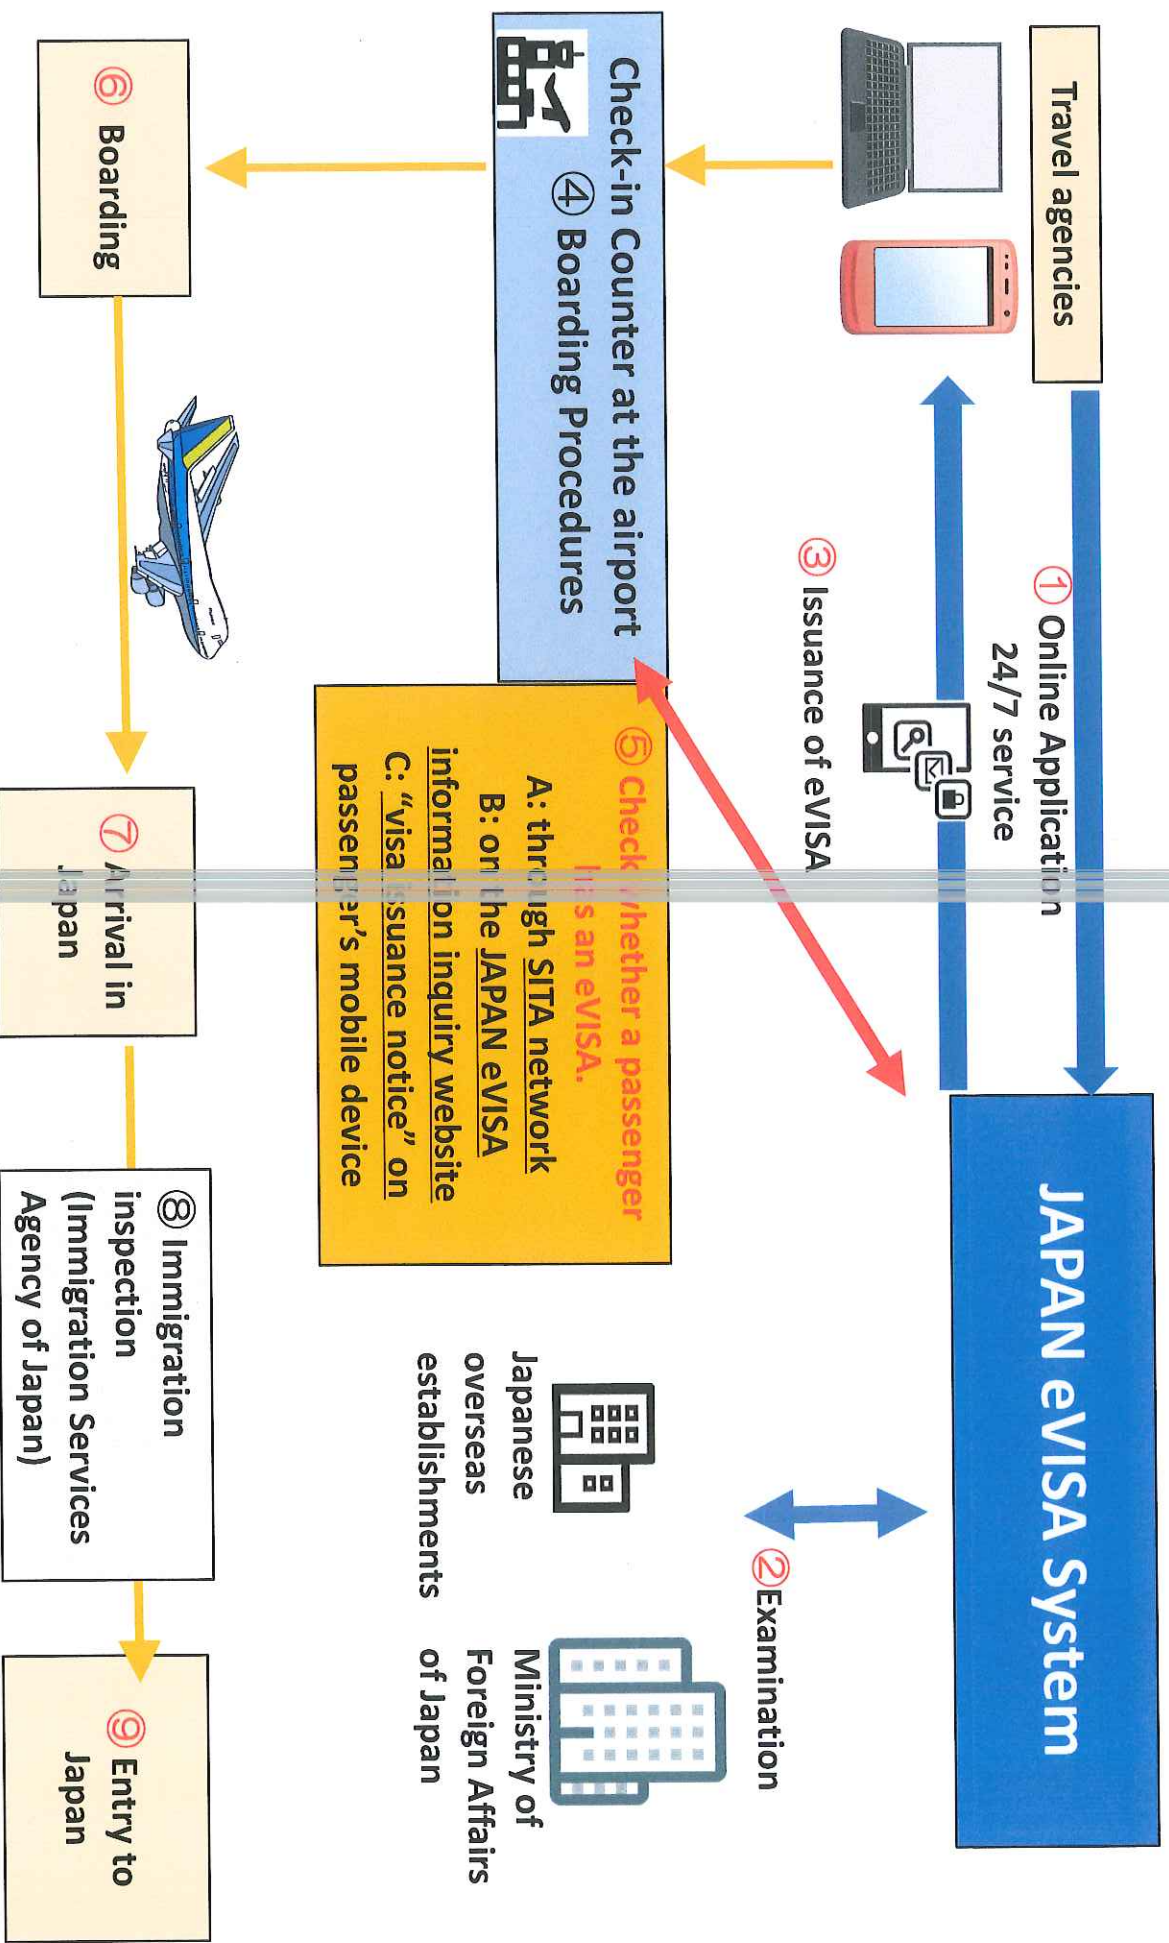 Travel agencies
① Online Application
24/7 service
JAPAN eVISA System
③ Issuance of eVISA
②Examination
Check-in Counter at the airport
④ Boarding Procedures
⑤ Check whether a passenger
has an eVISA.
A: through SITA network
B: on the JAPAN eVISA
information inquiry website
C: “visa issuance notice” on
passenger’s mobile device
Japanese
overseas
establishments
Ministry of
Foreign Affairs
of Japan
⑥ Boarding
⑦ Arrival in
Japan
⑧ Immigration
inspection
(Immigration Services
Agency of Japan)
⑨ Entry to
Japan